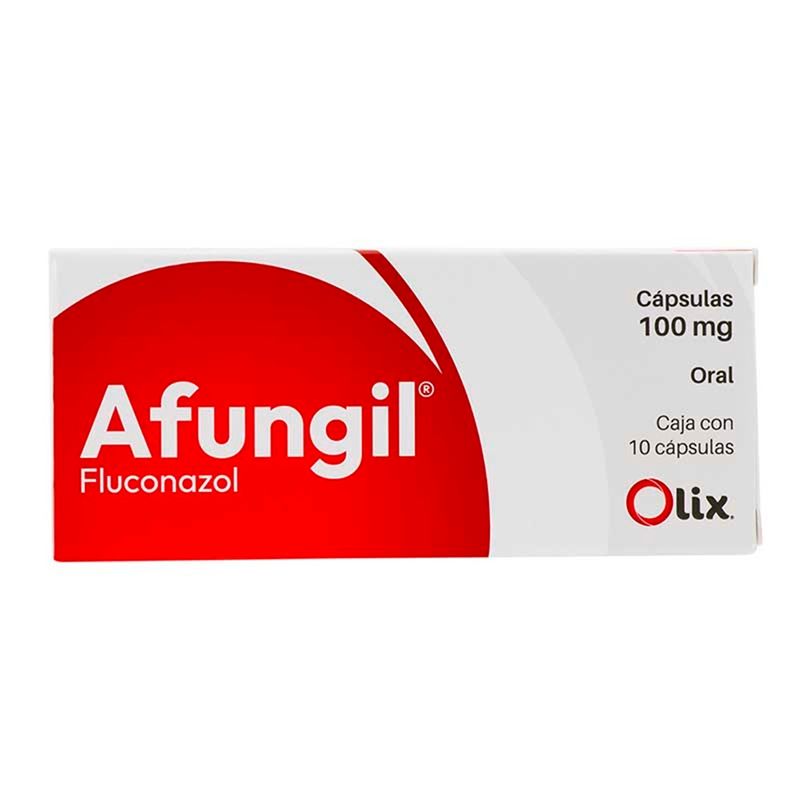 Afungil®
Fluconazol
Cápsulas
100 mg
Oral
Caja con
10 cápsulas
Olix®